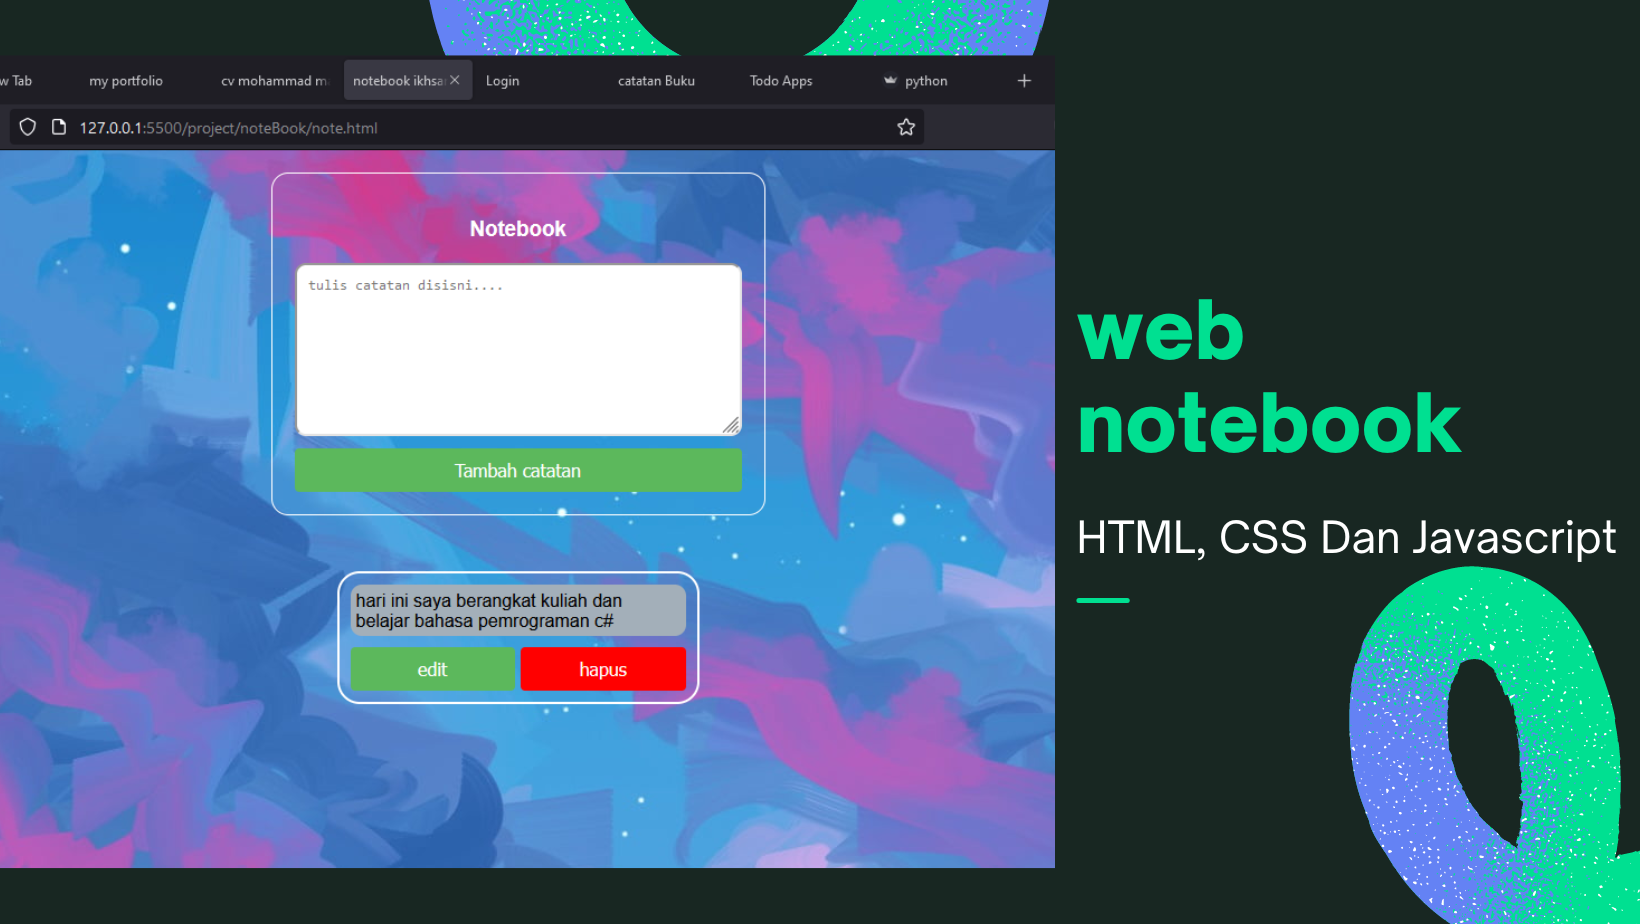 w Tab
my portfolio
cv mohammad m
notebook ikhsa
Login
catatan Buku
Todo Apps
python
127.0.0.1:5500/project/noteBook/note.html
Notebook
tulis catatan disisni....
Tambah catatan
hari ini saya berangkat kuliah dan
belajar bahasa pemrograman c#
edit
hapus
web
notebook
HTML, CSS Dan Javascript